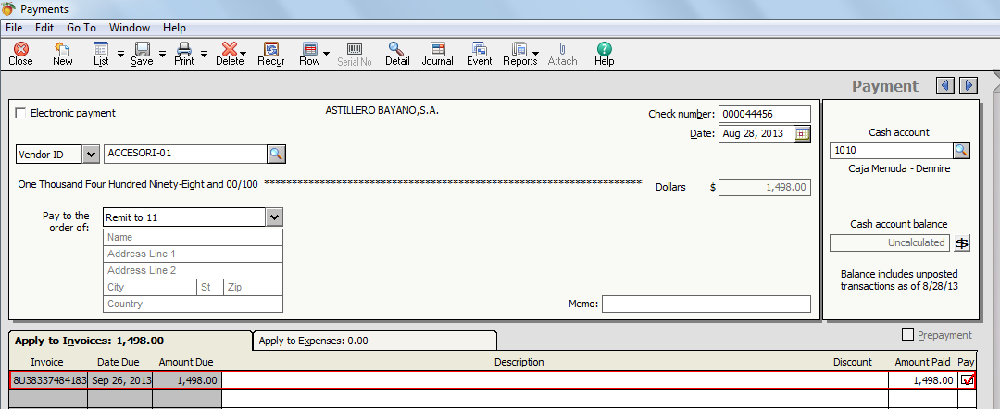 Payments
File Edit Go To Window Help
Close New List Save Print Delete Recur Row Serial No Detail Journal Event Reports Attach Help
Payment
Electronic payment
ASTILLERO BAYANO,S.A.
Check number: 000044456
Date: Aug 28, 2013
Cash account
1010
Caja Menuda - Dennire
Vendor ID ACCESORI-01
One Thousand Four Hundred Ninety-Eight and 00/100 ******************************************************************** Dollars $ 1,498.00
Pay to the order of:
Remit to 11
Name
Address Line 1
Address Line 2
City St Zip
Country
Memo:
Cash account balance
Uncalculated
Balance includes unposted
transactions as of 8/28/13
Apply to Invoices: 1,498.00 Apply to Expenses: 0.00
Prepayment
Invoice Date Due Amount Due Description Discount Amount Paid Pay
8U38337484183 Sep 26, 2013 1,498.00 1,498.00